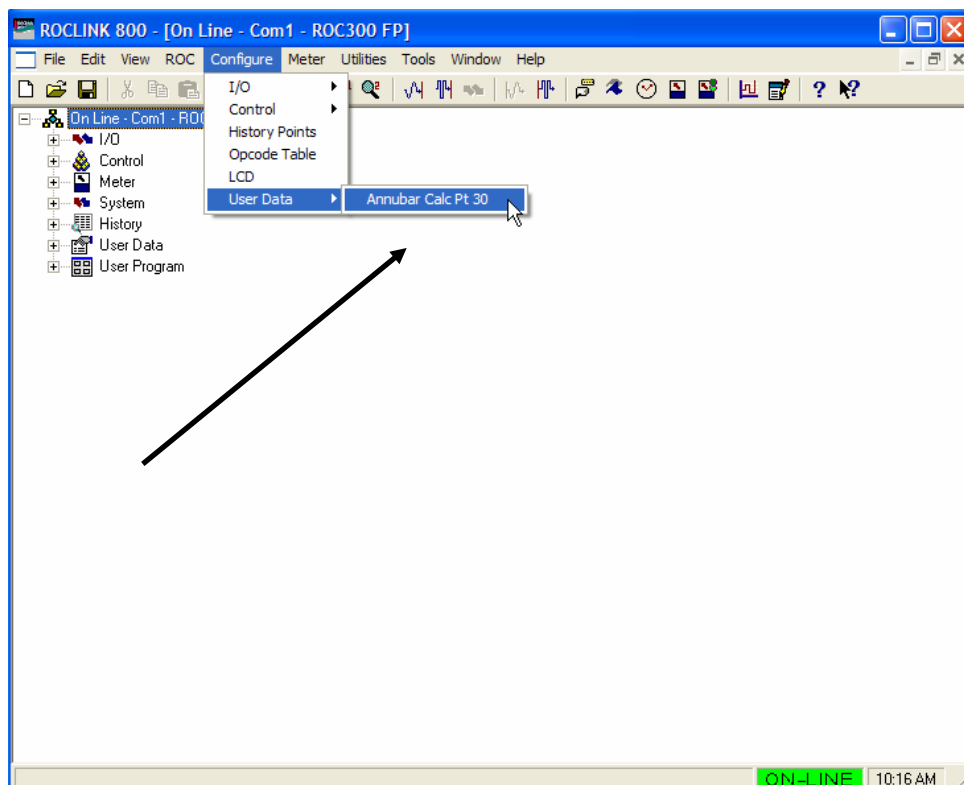 ROCLINK 800 - [On Line - Com1 - ROC300 FP]
File Edit View ROC Configure Meter Utilities Tools Window Help
On Line - Com1 - ROC
I/O
Control
Meter
System
History
User Data
User Program
I/O
Control
History Points
Opcode Table
LCD
User Data
Annubar Calc Pt 30
ON-LINE 10:16 AM